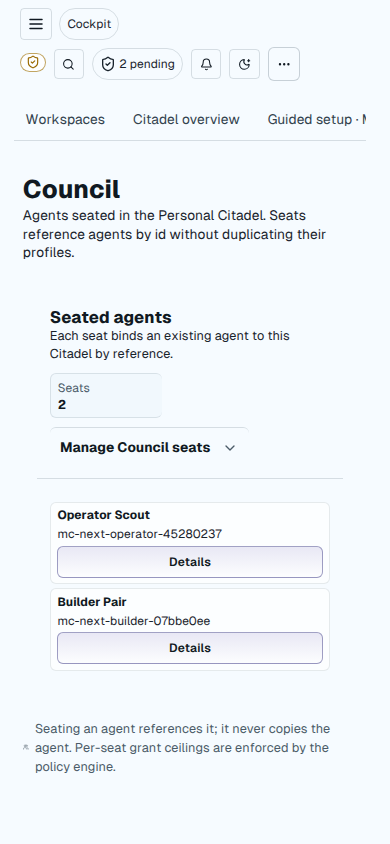 Cockpit
2 pending
Workspaces Citadel overview Guided setup ·
Council
Agents seated in the Personal Citadel. Seats
reference agents by id without duplicating their
profiles.
Seated agents
Each seat binds an existing agent to this
Citadel by reference.
Seats
2
Manage Council seats
Operator Scout
mc-next-operator-45280237
Details
Builder Pair
mc-next-builder-07bbe0ee
Details
Seating an agent references it; it never copies the
agent. Per-seat grant ceilings are enforced by the
policy engine.